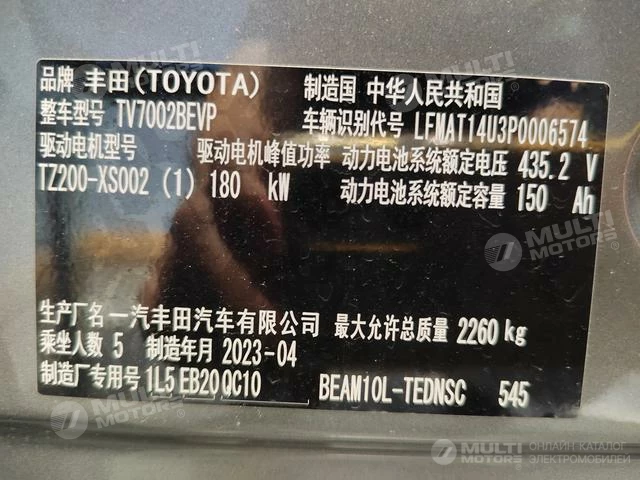 品牌 丰田(TOYOTA) 制造国 中华人民共和国
整车型号 TV7002BEVP 车辆识别代号 LFMAT14U3P0006574
驱动电机型号 驱动电机峰值功率 动力电池系统额定电压 435.2 V
TZ200-XS002 (1) 180 kW 动力电池系统额定容量 150 Ah
生产厂名 一汽丰田汽车有限公司 最大允许总质量 2260 kg
乘坐人数 5 制造年月 2023-04
制造厂专用号 1L5 EB20 QC10 BEAM10L-TEDNSC 545
MULTI MOTORS®
MULTI MOTORS®
MULTI MOTORS®
MULTI MOTORS®
MULTI MOTORS ОНЛАЙН КАТАЛОГ ЭЛЕКТРОМОБИЛЕЙ